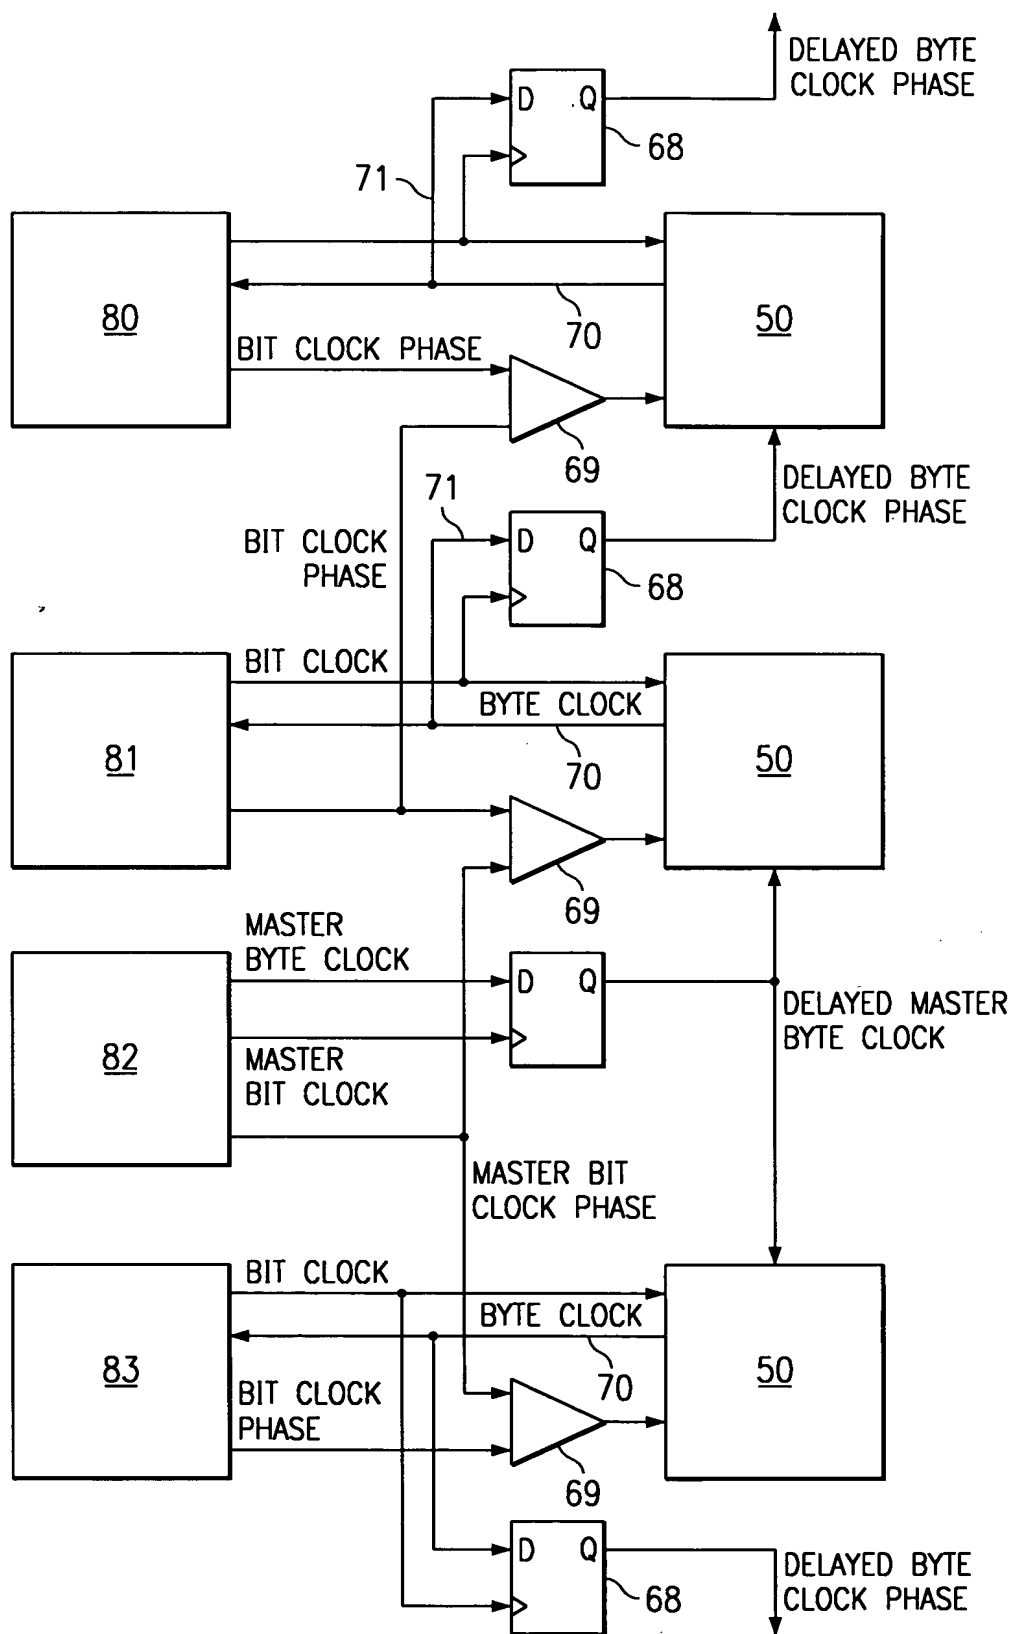 DELAYED BYTE
CLOCK PHASE
D Q
68
71
80
50
70
BIT CLOCK PHASE
69
DELAYED BYTE
CLOCK PHASE
71
BIT CLOCK
PHASE
D Q
68
BIT CLOCK
BYTE CLOCK
81
50
70
69
MASTER
BYTE CLOCK
D Q
DELAYED MASTER
BYTE CLOCK
82
MASTER
BIT CLOCK
MASTER BIT
CLOCK PHASE
BIT CLOCK
BYTE CLOCK
83
50
70
BIT CLOCK
PHASE
69
D Q
68
DELAYED BYTE
CLOCK PHASE